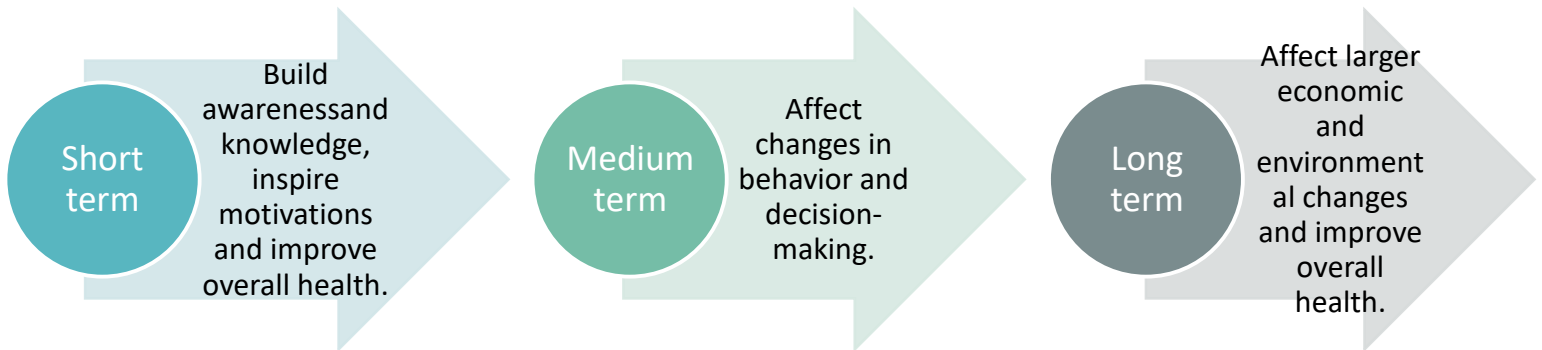 Short
term
Build
awarenessand
knowledge,
inspire
motivations
and improve
overall health.
Medium
term
Affect
changes in
behavior and
decision-
making.
Long
term
Affect larger
economic
and
environment
al changes
and improve
overall
health.